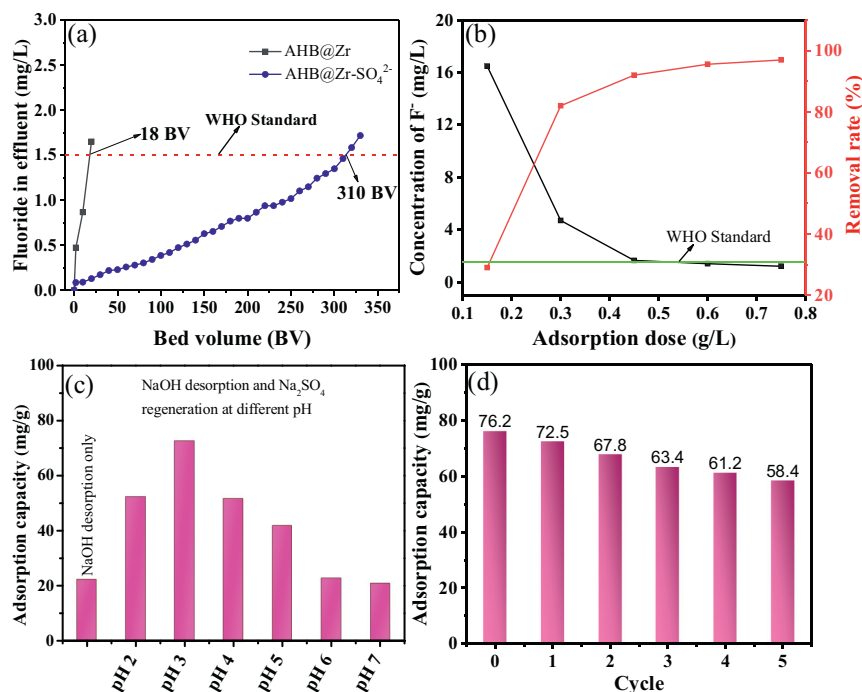 (a)
AHB@Zr
AHB@Zr-SO₄²⁻
18 BV
WHO Standard
310 BV
3.0
2.5
2.0
1.5
1.0
0.5
0.0
Fluoride in effluent (mg/L)
0 50 100 150 200 250 300 350
Bed volume (BV)
(b)
20
16
12
8
4
0
Concentration of F⁻ (mg/L)
WHO Standard
100
80
60
40
20
Removal rate (%)
0.1 0.2 0.3 0.4 0.5 0.6 0.7 0.8
Adsorption dose (g/L)
(c)
NaOH desorption and Na₂SO₄
regeneration at different pH
NaOH desorption only
100
80
60
40
20
0
Adsorption capacity (mg/g)
pH 2 pH 3 pH 4 pH 5 pH 6 pH 7
(d)
100
80
60
40
20
0
Adsorption capacity (mg/g)
76.2 72.5 67.8 63.4 61.2 58.4
0 1 2 3 4 5
Cycle